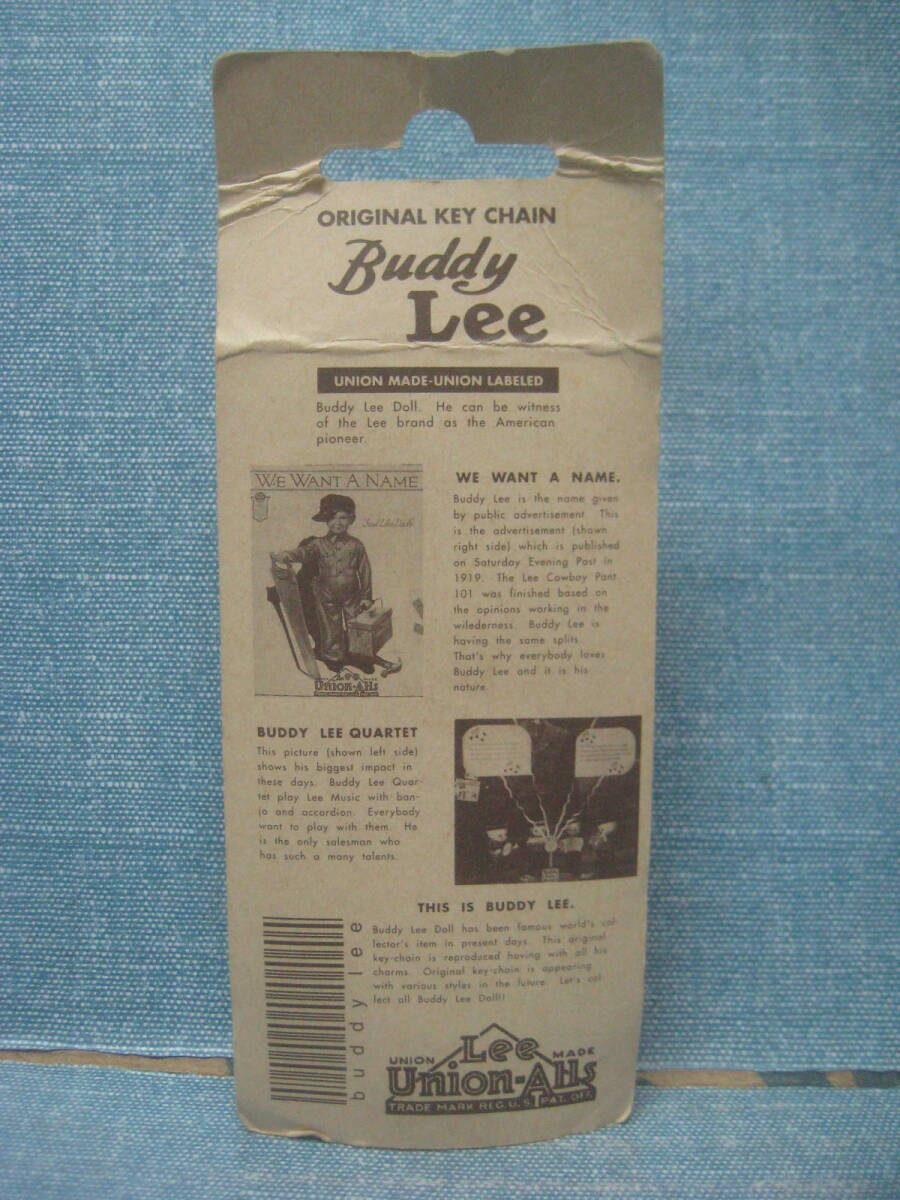 ORIGINAL KEY CHAIN
Buddy
Lee
UNION MADE-UNION LABELED
Buddy Lee Doll. He can be witness
of the Lee brand as the American
pioneer.
WE WANT A NAME
Lee
UNION-Alls
WE WANT A NAME.
Buddy Lee is the name given
by public advertisement. This
is the advertisement (shown
right side) which is published
on Saturday Evening Post in
1919. The Lee Cowboy Pant
101 was finished based on
the opinions working in the
wilederness. Buddy Lee is
having the same splits.
That's why everybody loves
Buddy Lee and it is his
nature.
BUDDY LEE QUARTET
This picture (shown left side)
shows his biggest impact in
these days. Buddy Lee Quar-
tet play Lee Music with ban-
jo and accordion. Everybody
want to play with them. He
is the only salesman who
has such a many talents.
THIS IS BUDDY LEE.
Buddy Lee Doll has been famous world's col-
lector's item in present days. This original
key-chain is reproduced having with all his
charms. Original key-chain is appearing
with various styles in the future. Let's col-
lect all Buddy Lee Doll!!
buddy lee
UNION Lee MADE
Union-Alls
TRADE MARK REG. U.S. PAT. OFF.